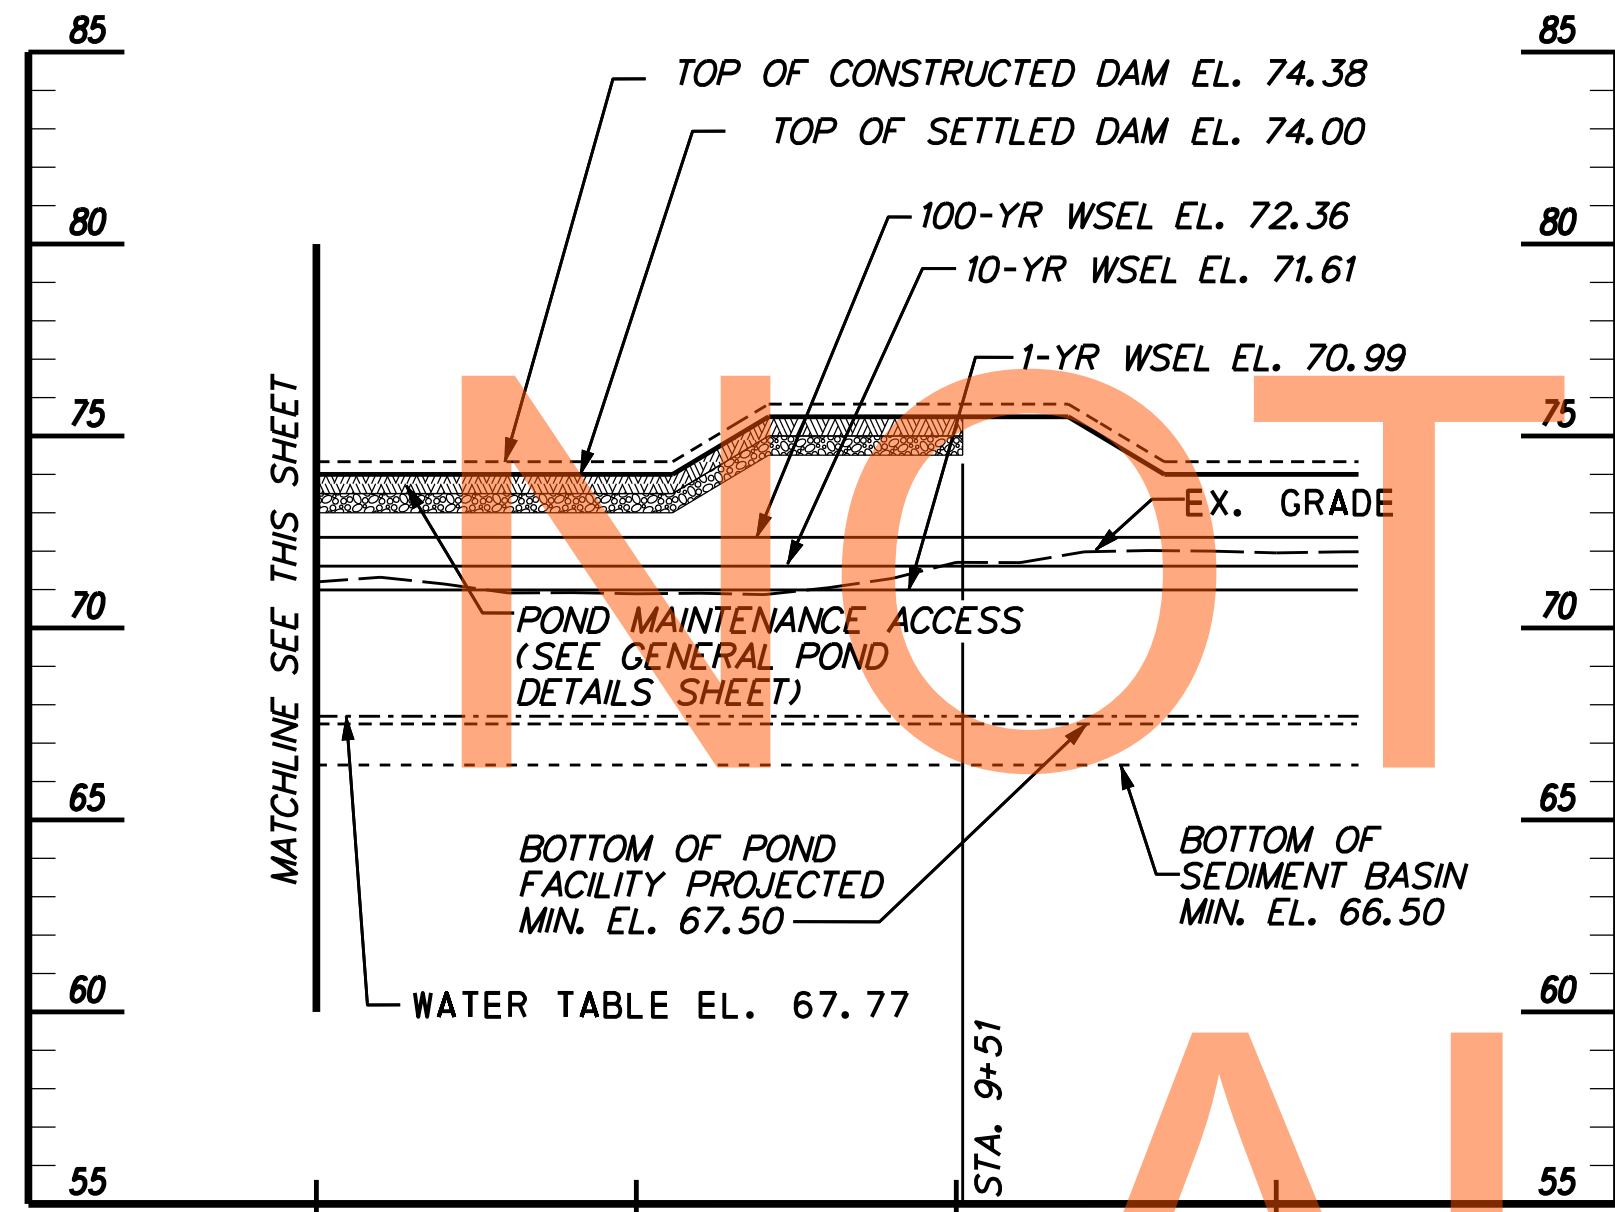 85
85
TOP OF CONSTRUCTED DAM EL. 74.38
TOP OF SETTLED DAM EL. 74.00
80
80
100-YR WSEL EL. 72.36
10-YR WSEL EL. 71.61
1-YR WSEL EL. 70.99
NOT
75
75
MATCHLINE SEE THIS SHEET
EX. GRADE
70
70
POND MAINTENANCE ACCESS
(SEE GENERAL POND
DETAILS SHEET)
65
65
BOTTOM OF POND
FACILITY PROJECTED
MIN. EL. 67.50
BOTTOM OF
SEDIMENT BASIN
MIN. EL. 66.50
60
60
WATER TABLE EL. 67.77
STA. 9+51
55
55